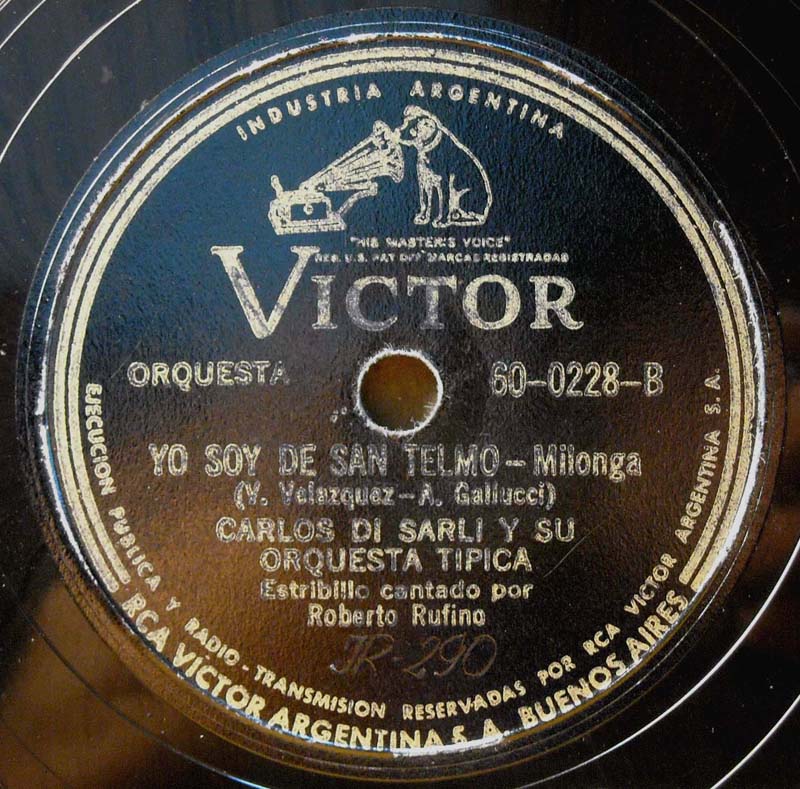 INDUSTRIA ARGENTINA
"HIS MASTER'S VOICE"
REG. U.S. PAT OFF MARCAS REGISTRADAS
VICTOR
ORQUESTA
60-0228-B
YO SOY DE SAN TELMO - Milonga
(V. Velazquez - A. Gallucci)
CARLOS DI SARLI Y SU
ORQUESTA TIPICA
Estribillo cantado por
Roberto Rufino
JR-290
EJECUCION PUBLICA Y RADIO-TRANSMISION RESERVADAS POR RCA VICTOR ARGENTINA S. A.
RCA VICTOR ARGENTINA S. A. BUENOS AIRES